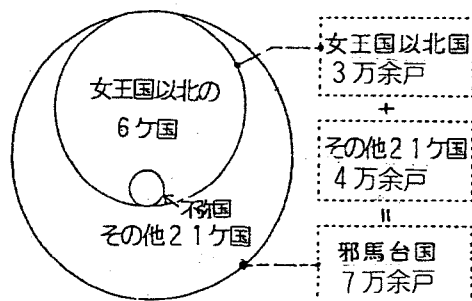 女王国以北の
6ケ国
不弥国
その他21ケ国
女王国以北国
3万余戸
+
その他21ケ国
4万余戸
=
邪馬台国
7万余戸